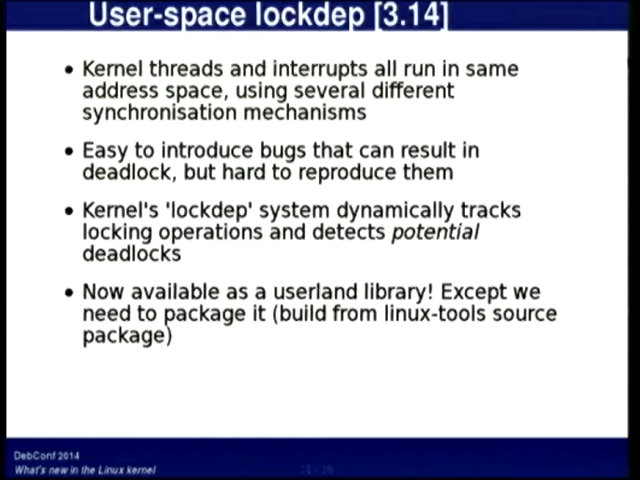 User-space lockdep [3.14]
• Kernel threads and interrupts all run in same
address space, using several different
synchronisation mechanisms
• Easy to introduce bugs that can result in
deadlock, but hard to reproduce them
• Kernel's 'lockdep' system dynamically tracks
locking operations and detects potential
deadlocks
• Now available as a userland library! Except we
need to package it (build from linux-tools source
package)
DebConf 2014
What's new in the Linux kernel